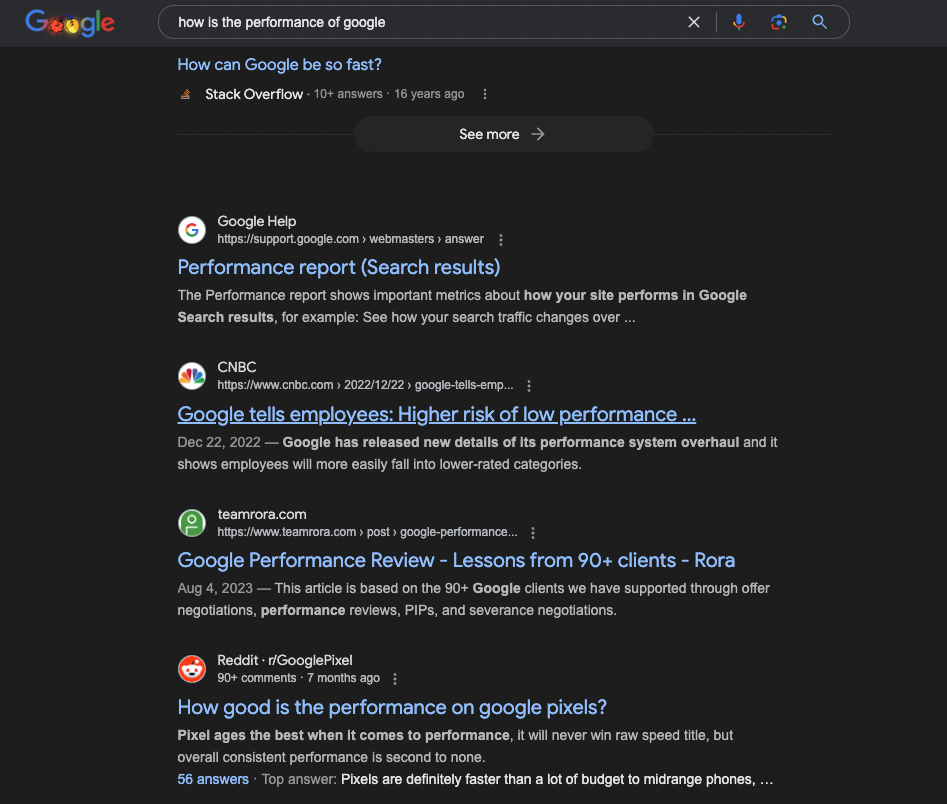 Google
how is the performance of google
How can Google be so fast?
Stack Overflow · 10+ answers · 16 years ago
See more
Google Help
https://support.google.com › webmasters › answer
Performance report (Search results)
The Performance report shows important metrics about how your site performs in Google
Search results, for example: See how your search traffic changes over ...
CNBC
https://www.cnbc.com › 2022/12/22 › google-tells-emp...
Google tells employees: Higher risk of low performance ...
Dec 22, 2022 — Google has released new details of its performance system overhaul and it
shows employees will more easily fall into lower-rated categories.
teamrora.com
https://www.teamrora.com › post › google-performance...
Google Performance Review - Lessons from 90+ clients - Rora
Aug 4, 2023 — This article is based on the 90+ Google clients we have supported through offer
negotiations, performance reviews, PIPs, and severance negotiations.
Reddit · r/GooglePixel
90+ comments · 7 months ago
How good is the performance on google pixels?
Pixel ages the best when it comes to performance, it will never win raw speed title, but
overall consistent performance is second to none.
56 answers · Top answer: Pixels are definitely faster than a lot of budget to midrange phones, ...